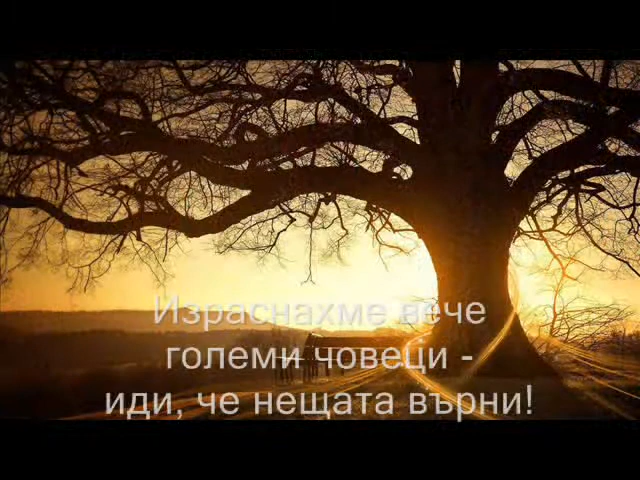 Израснахме вече
големи човеци -
иди, че нещата върни!